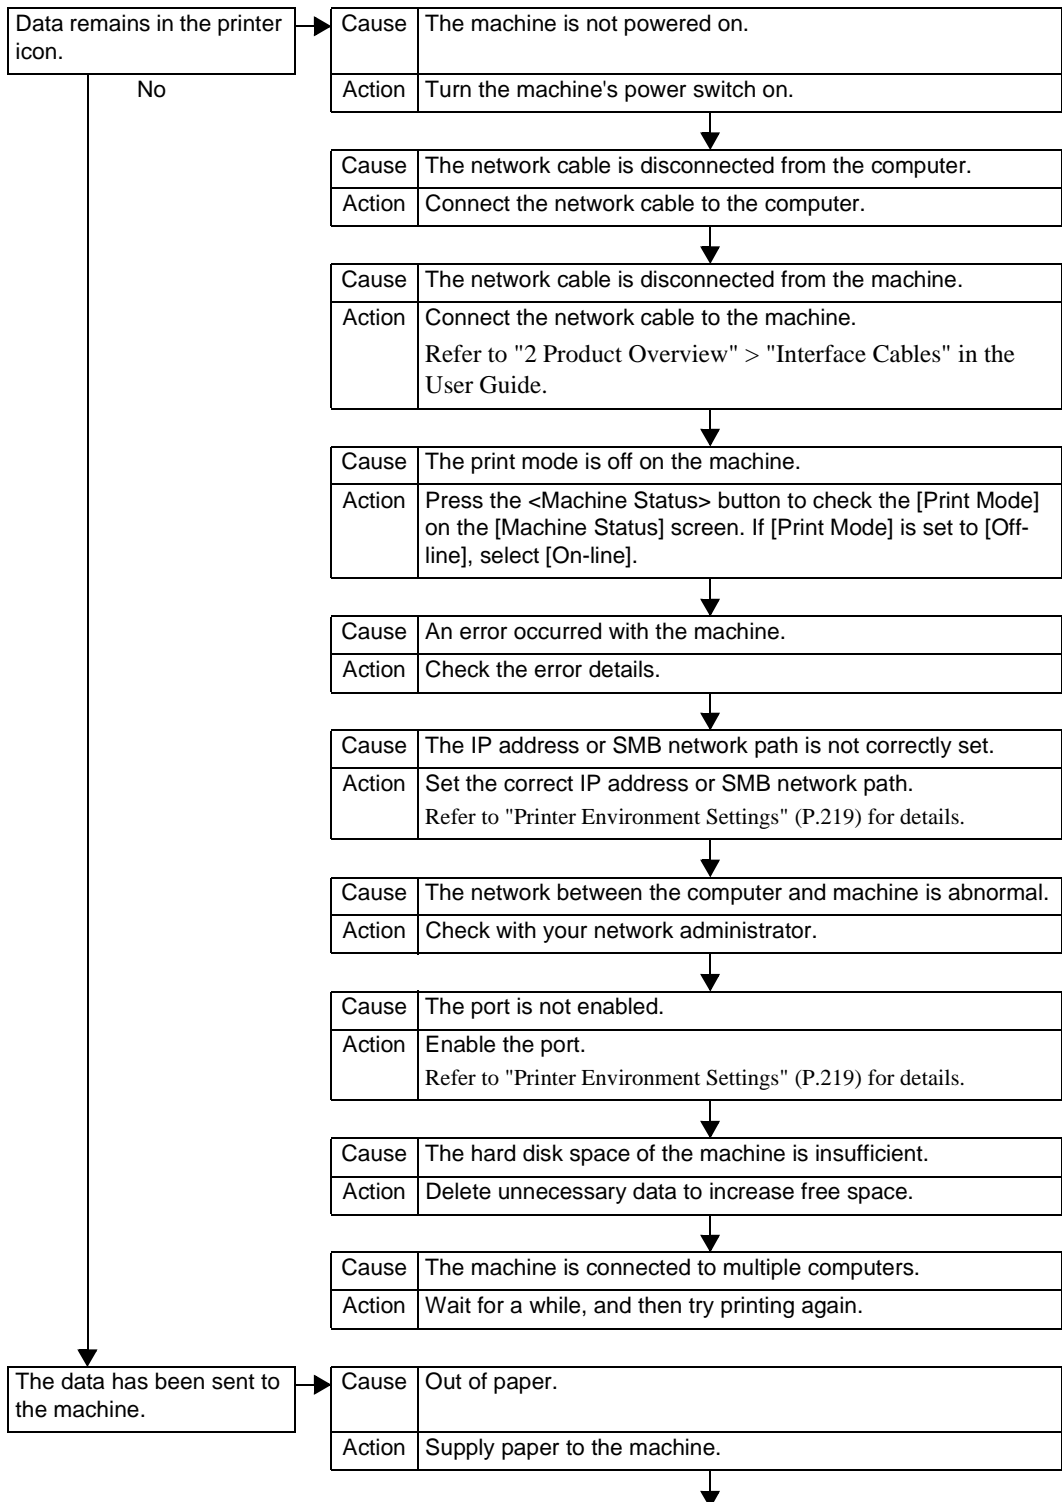 Data remains in the printer
icon.
Cause The machine is not powered on.
No
Action Turn the machine's power switch on.
Cause The network cable is disconnected from the computer.
Action Connect the network cable to the computer.
Cause The network cable is disconnected from the machine.
Action Connect the network cable to the machine.
Refer to "2 Product Overview" > "Interface Cables" in the
User Guide.
Cause The print mode is off on the machine.
Action Press the <Machine Status> button to check the [Print Mode]
on the [Machine Status] screen. If [Print Mode] is set to [Off-
line], select [On-line].
Cause An error occurred with the machine.
Action Check the error details.
Cause The IP address or SMB network path is not correctly set.
Action Set the correct IP address or SMB network path.
Refer to "Printer Environment Settings" (P.219) for details.
Cause The network between the computer and machine is abnormal.
Action Check with your network administrator.
Cause The port is not enabled.
Action Enable the port.
Refer to "Printer Environment Settings" (P.219) for details.
Cause The hard disk space of the machine is insufficient.
Action Delete unnecessary data to increase free space.
Cause The machine is connected to multiple computers.
Action Wait for a while, and then try printing again.
The data has been sent to
the machine.
Cause Out of paper.
Action Supply paper to the machine.